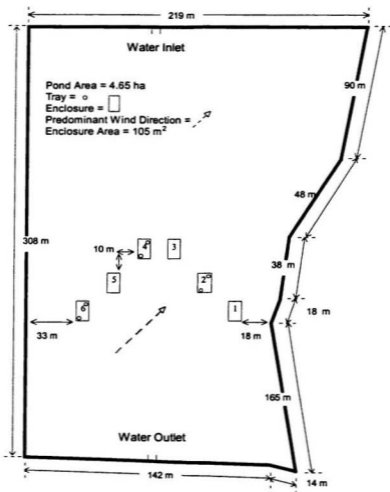 219 m
Water Inlet
Pond Area = 4.65 ha
Tray = o
Enclosure =
Predominant Wind Direction =
Enclosure Area = 105 m²
90 m
48 m
308 m
10 m
4
3
38 m
5
2
18 m
6
1
33 m
18 m
165 m
Water Outlet
142 m
14 m